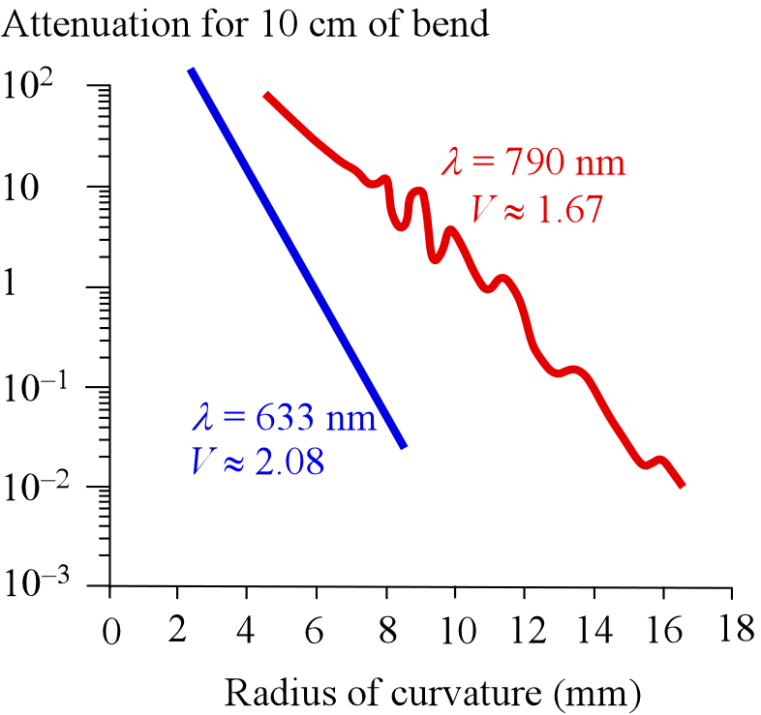 Attenuation for 10 cm of bend
10²
10
1
10⁻¹
10⁻²
10⁻³
λ = 790 nm
V ≈ 1.67
λ = 633 nm
V ≈ 2.08
0 2 4 6 8 10 12 14 16 18
Radius of curvature (mm)